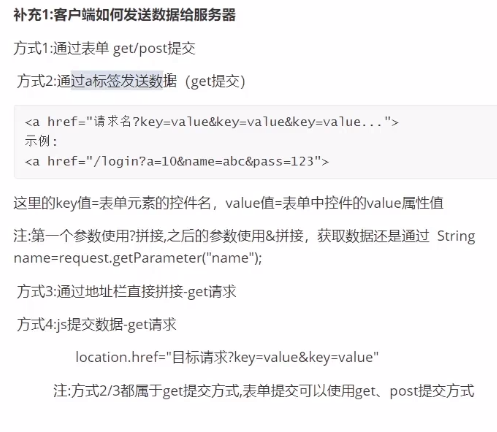 补充1:客户端如何发送数据给服务器
方式1:通过表单 get/post提交
方式2:通过a标签发送数据（get提交）
<a href="请求名?key=value&key=value&key=value...">
示例:
<a href="/login?a=10&name=abc&pass=123">
这里的key值=表单元素的控件名，value值=表单中控件的value属性值
注:第一个参数使用?拼接,之后的参数使用&拼接，获取数据还是通过 String
name=request.getParameter("name");
方式3:通过地址栏直接拼接-get请求
方式4:js提交数据-get请求
location.href="目标请求?key=value&key=value"
注:方式2/3都属于get提交方式,表单提交可以使用get、post提交方式